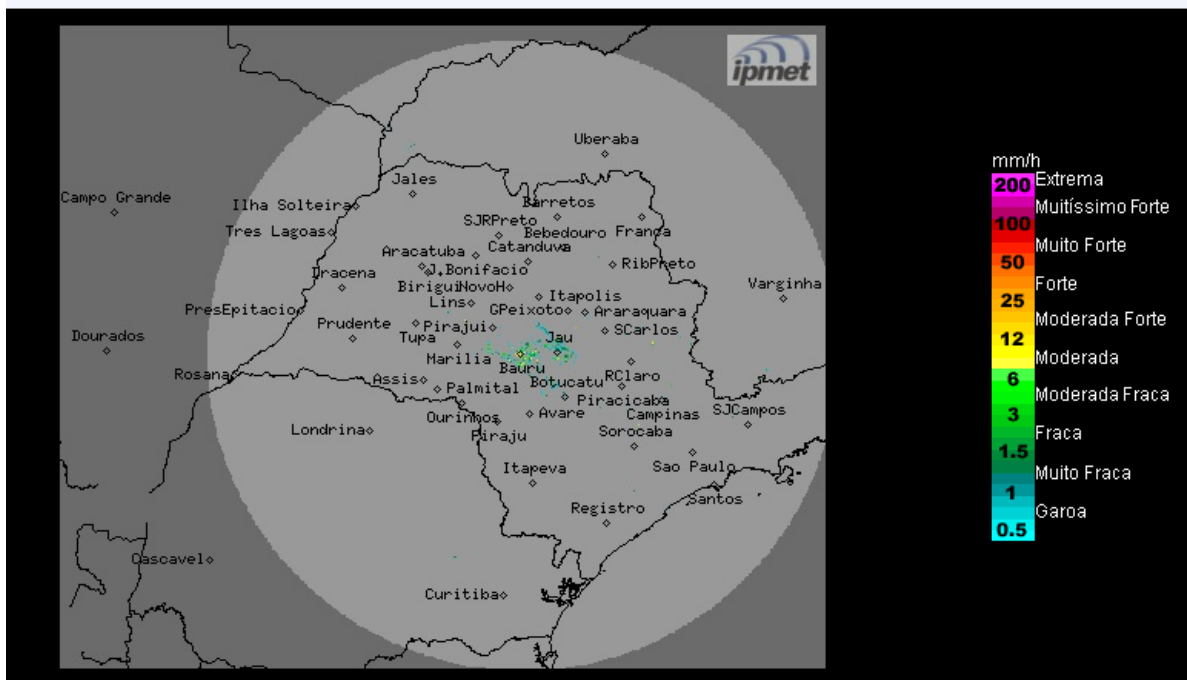 ipmet
Uberaba
Jales
Campo Grande
Ilha Solteira
Barretos
SJRPreto
Tres Lagoas
Bebedouro
Franca
Aracatuba
Catanduva
Dracena
J.Bonifacio
RibPreto
Varginha
Birigui
NovoH
Itapolis
Lins
PresEpitacio
GPeixoto
Araraquara
Prudente
Pirajui
SCarlos
Dourados
Tupa
Jau
Marilia
Bauru
Rosana
Assis
Palmital
Botucatu
RClaro
Piracicaba
Ourinhos
Avare
Campinas
SJCampos
Londrina
Piraju
Sorocaba
Itapeva
Sao Paulo
Santos
Registro
Cascavel
Curitiba
mm/h
200 Extrema
Muitíssimo Forte
100
Muito Forte
50
Forte
25
Moderada Forte
12
Moderada
6
Moderada Fraca
3
Fraca
1.5
Muito Fraca
1
Garoa
0.5